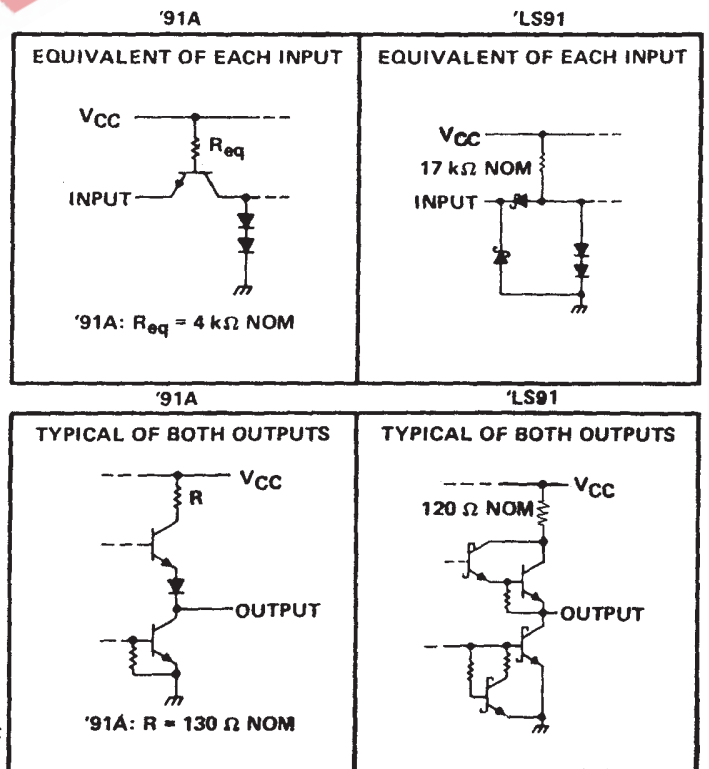 '91A
'LS91
EQUIVALENT OF EACH INPUT
EQUIVALENT OF EACH INPUT
VCC
Req
INPUT
'91A: Req = 4 kΩ NOM
VCC
17 kΩ NOM
INPUT
'91A
'LS91
TYPICAL OF BOTH OUTPUTS
TYPICAL OF BOTH OUTPUTS
VCC
R
OUTPUT
'91A: R = 130 Ω NOM
VCC
120 Ω NOM
OUTPUT